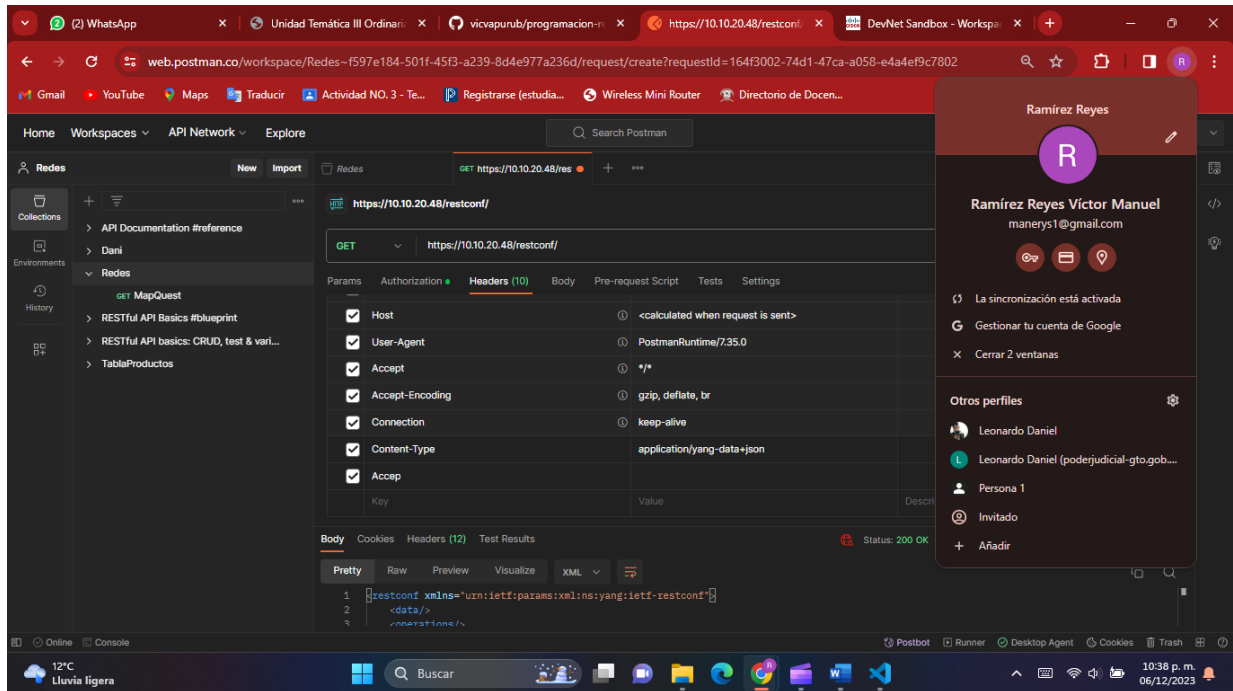 (2) WhatsApp
Unidad Temática III Ordinari
vicvapurub/programacion-r
https://10.10.20.48/restconf/
DevNet Sandbox - Workspa
web.postman.co/workspace/Redes~f597e184-501f-45f3-a239-8d4e977a236d/request/create?requestId=164f3002-74d1-47ca-a058-e4a4ef9c7802
R
Gmail
YouTube
Maps
Traducir
Actividad NO. 3 - Te...
Registrarse (estudia...
Wireless Mini Router
Directorio de Docen...
Home
Workspaces
API Network
Explore
Search Postman
Redes
New
Import
Redes
GET https://10.10.20.48/res
Collections
Environments
History
API Documentation #reference
Dani
Redes
GET MapQuest
RESTful API Basics #blueprint
RESTful API basics: CRUD, test & vari...
TablaProductos
HTTP
https://10.10.20.48/restconf/
GET
https://10.10.20.48/restconf/
Params
Authorization
Headers (10)
Body
Pre-request Script
Tests
Settings
Host
<calculated when request is sent>
User-Agent
PostmanRuntime/7.35.0
Accept
*/*
Accept-Encoding
gzip, deflate, br
Connection
keep-alive
Content-Type
application/yang-data+json
Accep
Key
Value
Descri
Body
Cookies
Headers (12)
Test Results
Status: 200 OK
Pretty
Raw
Preview
Visualize
XML
1 <restconf xmlns="urn:ietf:params:xml:ns:yang:ietf-restconf">
2 <data/>
3 <operations/>
Ramírez Reyes
R
Ramírez Reyes Víctor Manuel
manerys1@gmail.com
La sincronización está activada
Gestionar tu cuenta de Google
Cerrar 2 ventanas
Otros perfiles
Leonardo Daniel
L
Leonardo Daniel (poderjudicial-gto.gob....
Persona 1
Invitado
Añadir
Online
Console
Postbot
Runner
Desktop Agent
Cookies
Trash
12°C
Lluvia ligera
Buscar
10:38 p. m.
06/12/2023